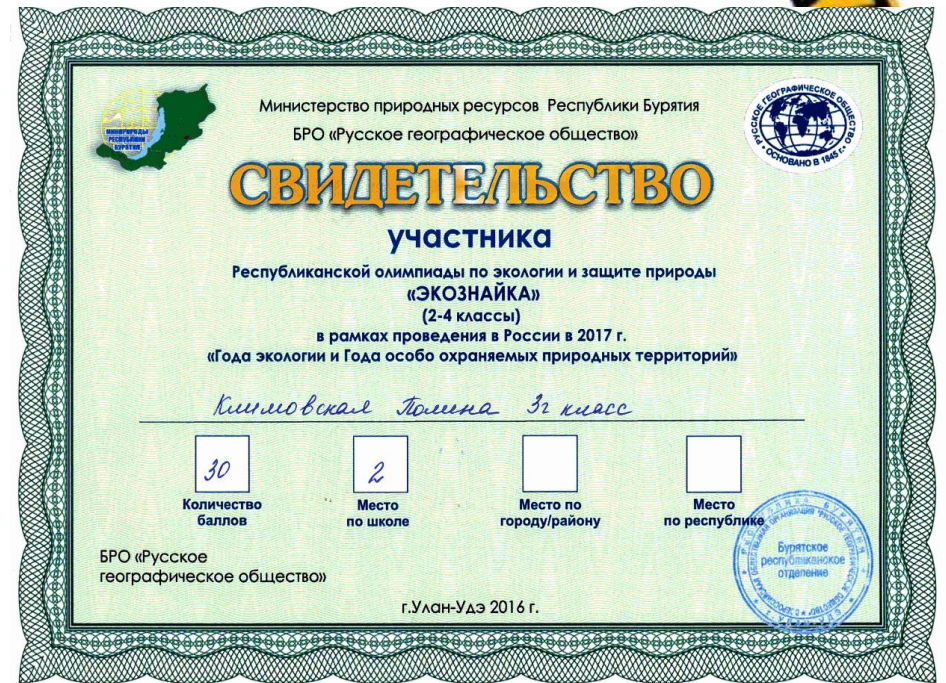 Министерство природных ресурсов Республики Бурятия
БРО «Русское географическое общество»
МИНПРИРОДЫ
РЕСПУБЛИКИ
БУРЯТИЯ
РУССКОЕ ГЕОГРАФИЧЕСКОЕ ОБЩЕСТВО
ОСНОВАНО В 1845 г.
СВИДЕТЕЛЬСТВО
участника
Республиканской олимпиады по экологии и защите природы
«ЭКОЗНАЙКА»
(2-4 классы)
в рамках проведения в России в 2017 г.
«Года экологии и Года особо охраняемых природных территорий»
Климовская Полина 3г класс
30
2
Количество
баллов
Место
по школе
Место по
городу/району
Место
по республике
БРО «Русское
географическое общество»
Бурятское
республиканское
отделение
г.Улан-Удэ 2016 г.